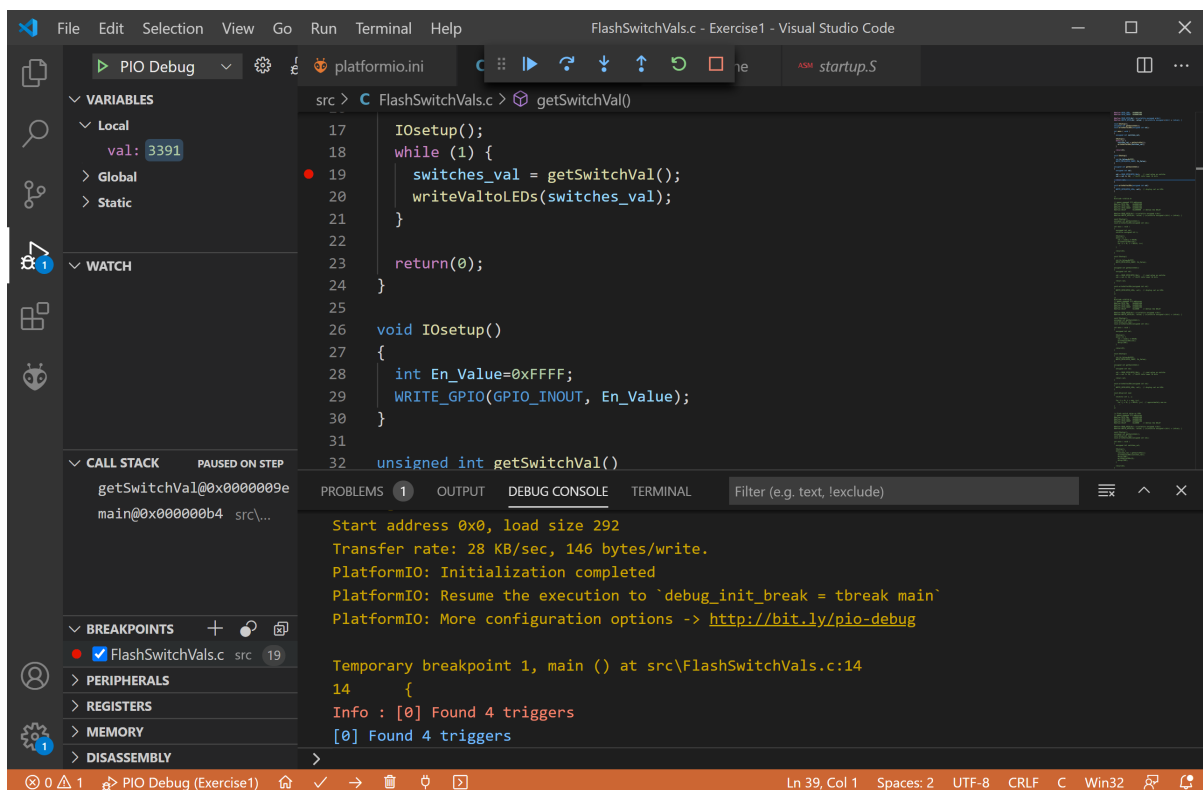 File Edit Selection View Go Run Terminal Help FlashSwitchVals.c - Exercise1 - Visual Studio Code
PIO Debug
platformio.ini
C
ne
ASM startup.S
src > C FlashSwitchVals.c > getSwitchVal()
VARIABLES
Local
val: 3391
Global
Static
WATCH
1
CALL STACK PAUSED ON STEP
getSwitchVal@0x0000009e
main@0x000000b4 src\...
BREAKPOINTS
FlashSwitchVals.c src 19
PERIPHERALS
REGISTERS
MEMORY
DISASSEMBLY
1
17 IOsetup();
18 while (1) {
19 switches_val = getSwitchVal();
20 writeValtoLEDs(switches_val);
21 }
22
23 return(0);
24 }
25
26 void IOsetup()
27 {
28 int En_Value=0xFFFF;
29 WRITE_GPIO(GPIO_INOUT, En_Value);
30 }
31
32 unsigned int getSwitchVal()
PROBLEMS 1 OUTPUT DEBUG CONSOLE TERMINAL Filter (e.g. text, !exclude)
Start address 0x0, load size 292
Transfer rate: 28 KB/sec, 146 bytes/write.
PlatformIO: Initialization completed
PlatformIO: Resume the execution to `debug_init_break = tbreak main`
PlatformIO: More configuration options -> http://bit.ly/pio-debug
Temporary breakpoint 1, main () at src\FlashSwitchVals.c:14
14 {
Info : [0] Found 4 triggers
[0] Found 4 triggers
>
0 1 PIO Debug (Exercise1) Ln 39, Col 1 Spaces: 2 UTF-8 CRLF C Win32